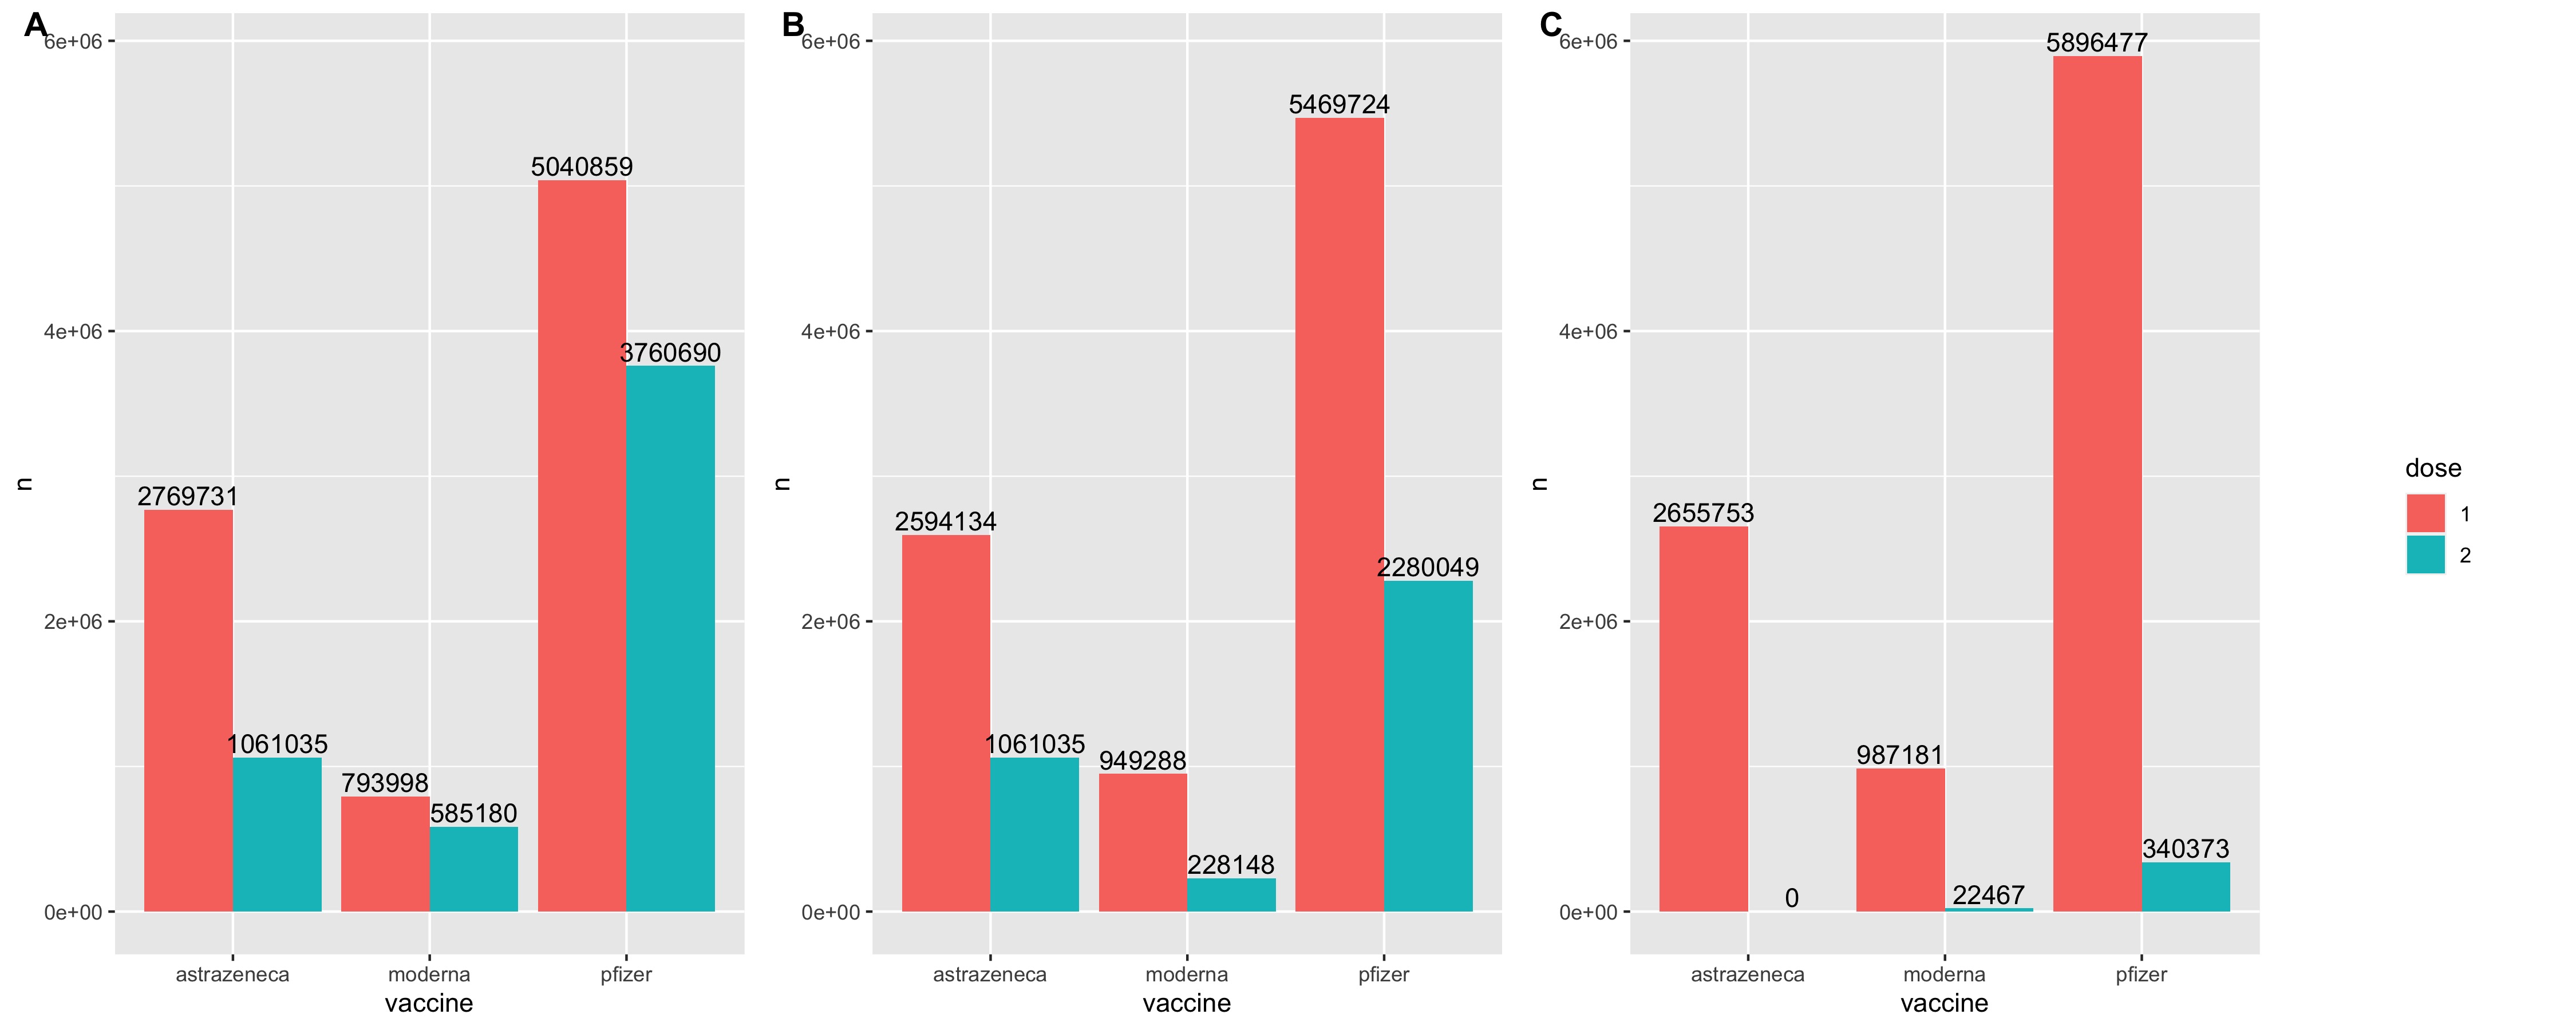 A
6e+06
4e+06
2e+06
0e+00
n
5040859
3760690
2769731
1061035
793998
585180
astrazeneca moderna pfizer
vaccine
B
6e+06
4e+06
2e+06
0e+00
n
5469724
2280049
2594134
1061035
949288
228148
astrazeneca moderna pfizer
vaccine
C
6e+06
4e+06
2e+06
0e+00
n
5896477
2655753
987181
340373
0
22467
astrazeneca moderna pfizer
vaccine
dose
1
2